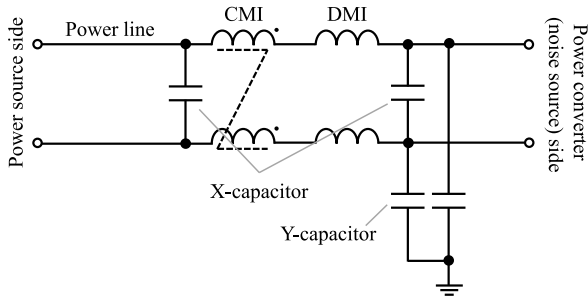 CMI
DMI
Power line
Power source side
Power converter
(noise source) side
X-capacitor
Y-capacitor